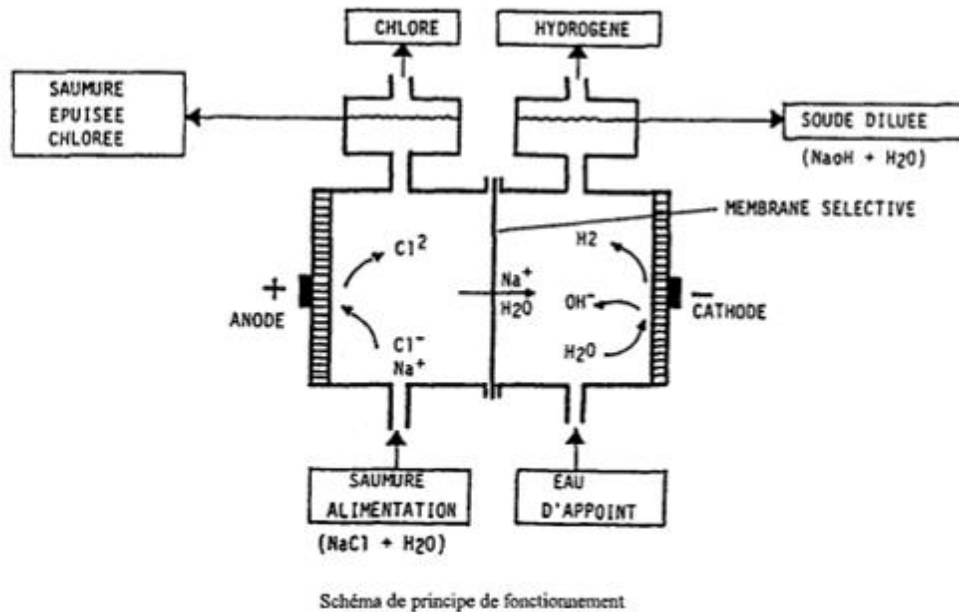 CHLORE
HYDROGENE
SAUMURE
EPUISEE
CHLOREE
SOUDE DILUEE
(NaoH + H2O)
MEMBRANE SELECTIVE
Cl²
H2
Na⁺
H2O
OH⁻
+
ANODE
−
CATHODE
Cl⁻
Na⁺
H2O
SAUMURE
ALIMENTATION
(NaCl + H2O)
EAU
D'APPOINT
Schéma de principe de fonctionnement